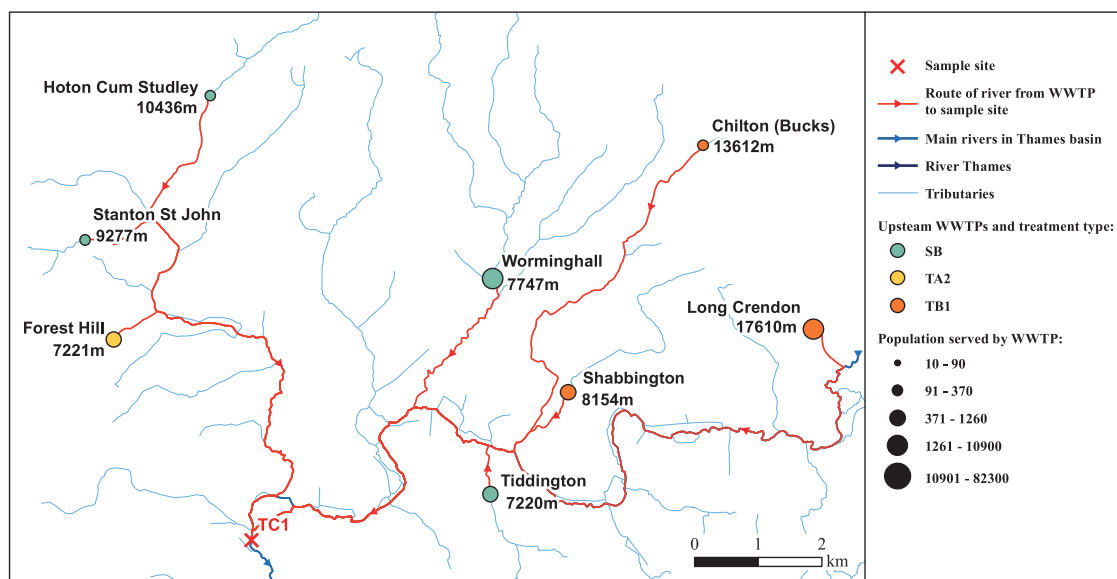 Hoton Cum Studley
10436m
Chilton (Bucks)
13612m
Stanton St John
9277m
Worminghall
7747m
Long Crendon
17610m
Forest Hill
7221m
Shabbington
8154m
Tiddington
7220m
TC1
0 1 2
km
Sample site
Route of river from WWTP
to sample site
Main rivers in Thames basin
River Thames
Tributaries
Upsteam WWTPs and treatment type:
SB
TA2
TB1
Population served by WWTP:
10 - 90
91 - 370
371 - 1260
1261 - 10900
10901 - 82300